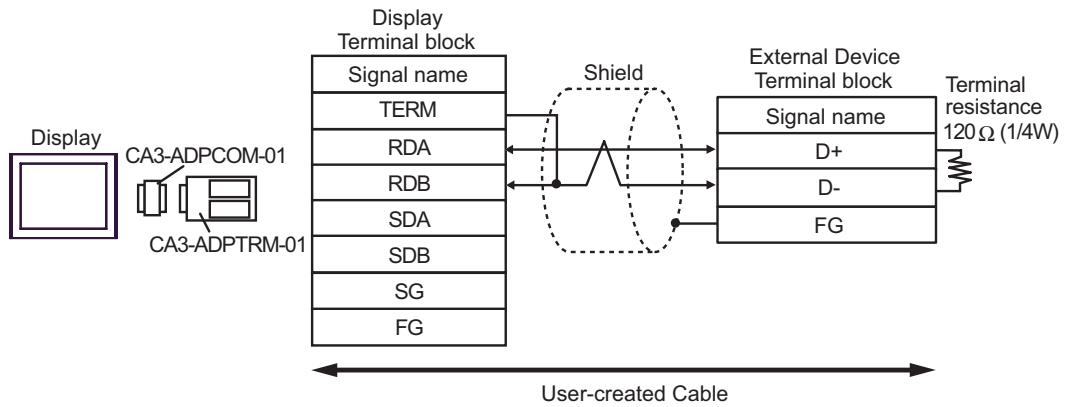 Display
Terminal block
Signal name
TERM
RDA
RDB
SDA
SDB
SG
FG
Display
CA3-ADPCOM-01
CA3-ADPTRM-01
Shield
External Device
Terminal block
Signal name
D+
D-
FG
Terminal
resistance
120Ω (1/4W)
User-created Cable